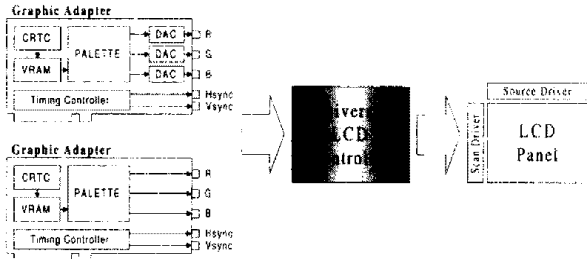 Graphic Adapter
CRTC
VRAM
PALETTE
DAC
DAC
DAC
R
G
B
Timing Controller
Hsync
Vsync
Graphic Adapter
CRTC
VRAM
PALETTE
R
G
B
Timing Controller
Hsync
Vsync
LCD
Source Driver
Scan Driver
LCD
Panel